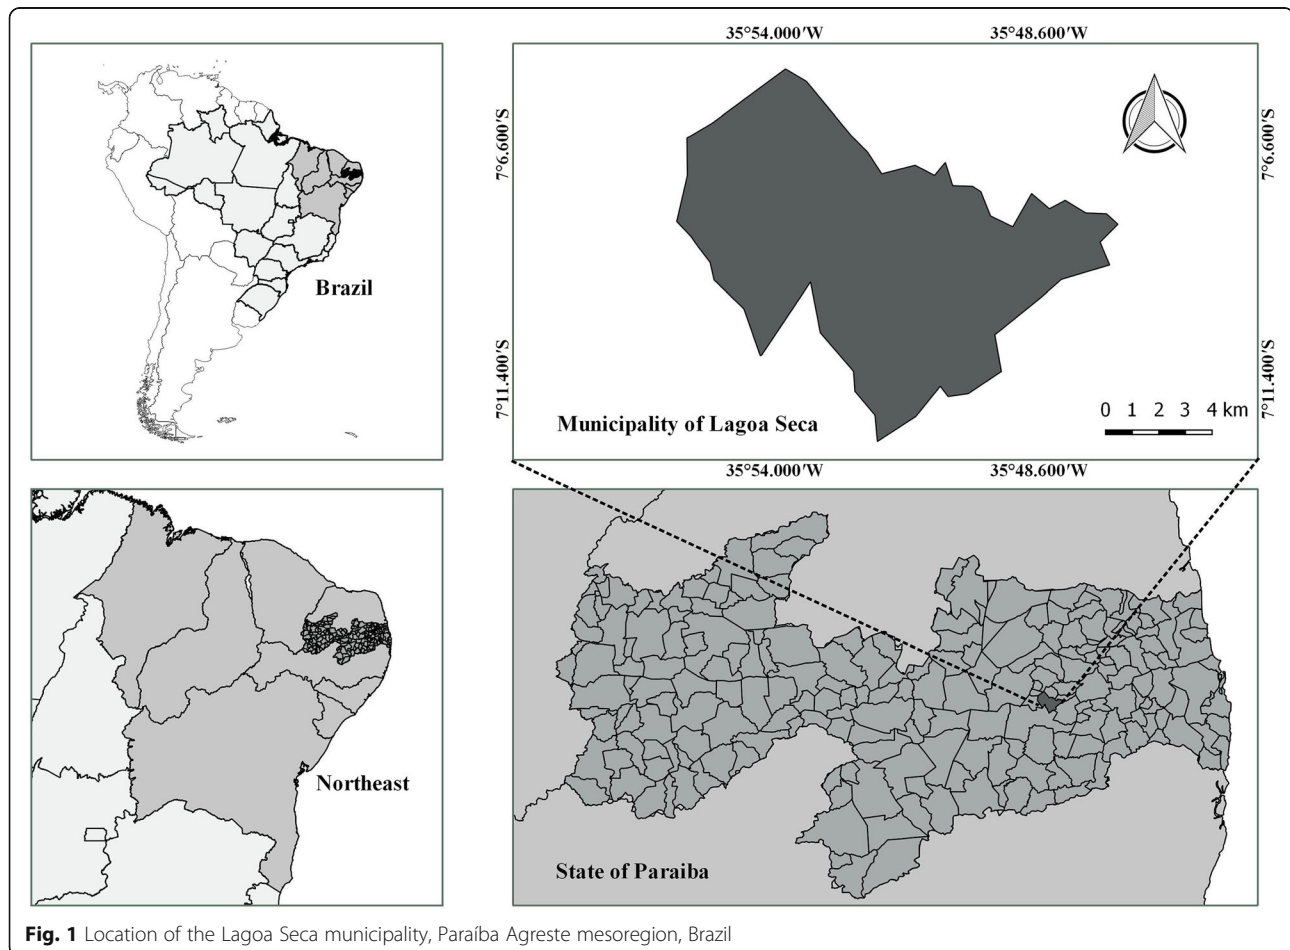 35°54.000'W 35°48.600'W
7°6.600'S 7°6.600'S
Brazil
7°11.400'S 7°11.400'S
Municipality of Lagoa Seca
0 1 2 3 4 km
35°54.000'W 35°48.600'W
Northeast
State of Paraiba
Fig. 1 Location of the Lagoa Seca municipality, Paraíba Agreste mesoregion, Brazil